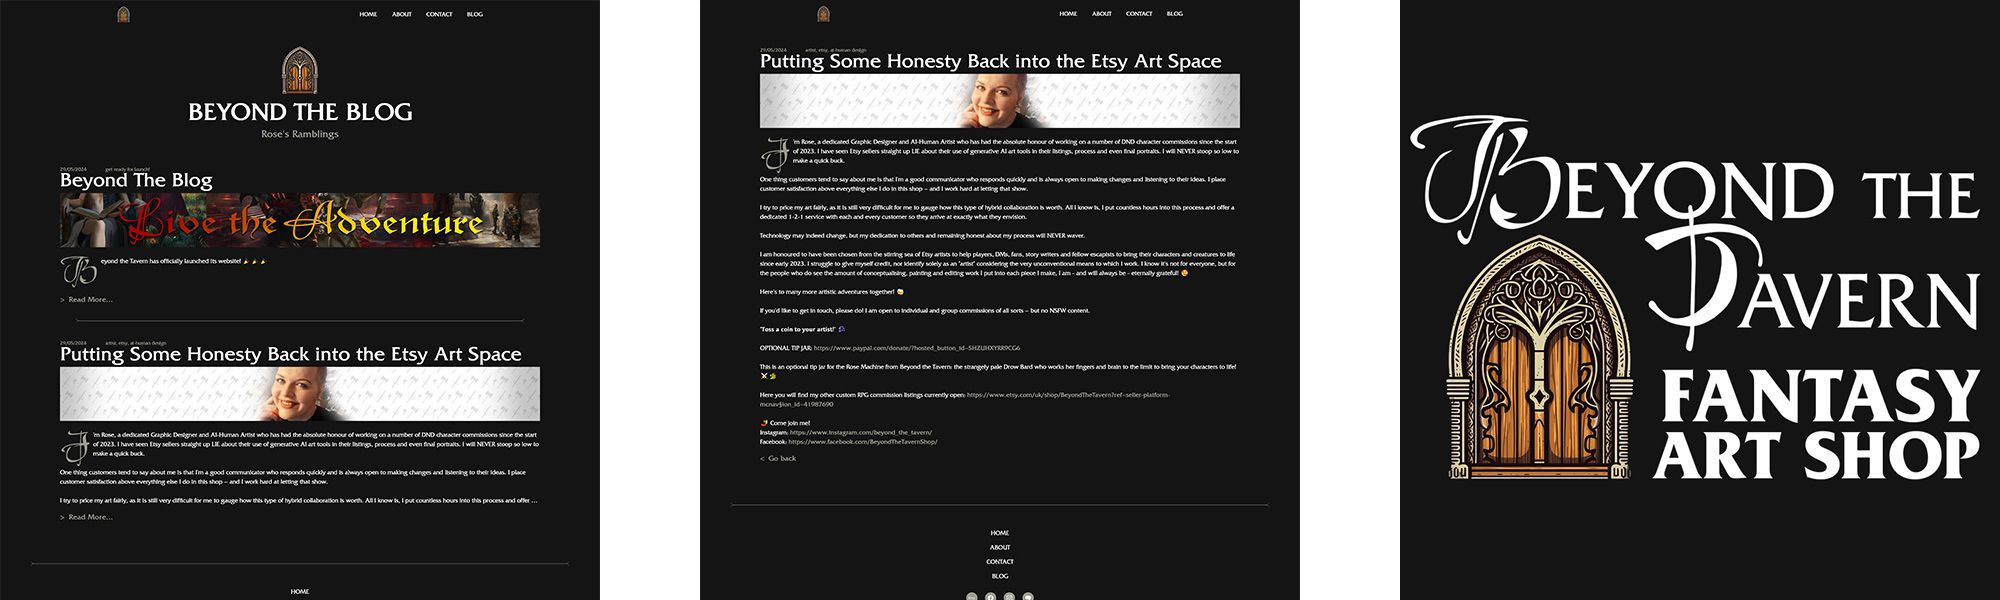 HOME ABOUT CONTACT BLOG
BEYOND THE BLOG
Rose's Ramblings
29/05/2024 get ready for launch!
Beyond The Blog
Live the Adventure
Beyond the Tavern has officially launched its website! 🎉 🎉 🎉
> Read More...
29/05/2024 artist, etsy, ai-human design
Putting Some Honesty Back into the Etsy Art Space
I'm Rose, a dedicated Graphic Designer and AI-Human Artist who has had the absolute honour of working on a number of DND character commissions since the start
of 2023. I have seen Etsy sellers straight up LIE about their use of generative AI art tools in their listings, process and even final portraits. I will NEVER stoop so low to
make a quick buck.
One thing customers tend to say about me is that I'm a good communicator who responds quickly and is always open to making changes and listening to their ideas. I place
customer satisfaction above everything else I do in this shop – and I work hard at letting that show.
I try to price my art fairly, as it is still very difficult for me to gauge how this type of hybrid collaboration is worth. All I know is, I put countless hours into this process and offer ...
> Read More...
HOME
HOME ABOUT CONTACT BLOG
29/05/2024 artist, etsy, ai-human design
Putting Some Honesty Back into the Etsy Art Space
I'm Rose, a dedicated Graphic Designer and AI-Human Artist who has had the absolute honour of working on a number of DND character commissions since the start
of 2023. I have seen Etsy sellers straight up LIE about their use of generative AI art tools in their listings, process and even final portraits. I will NEVER stoop so low to
make a quick buck.
One thing customers tend to say about me is that I'm a good communicator who responds quickly and is always open to making changes and listening to their ideas. I place
customer satisfaction above everything else I do in this shop – and I work hard at letting that show.
I try to price my art fairly, as it is still very difficult for me to gauge how this type of hybrid collaboration is worth. All I know is, I put countless hours into this process and offer a
dedicated 1-2-1 service with each and every customer so they arrive at exactly what they envision.
Technology may indeed change, but my dedication to others and remaining honest about my process will NEVER waver.
I am honoured to have been chosen from the stirring sea of Etsy artists to help players, DMs, fans, story writers and fellow escapists to bring their characters and creatures to life
since early 2023. I struggle to give myself credit, nor identify solely as an 'artist' considering the very unconventional means to which I work. I know it's not for everyone, but for
the people who do see the amount of conceptualising, painting and editing work I put into each piece I make, I am - and will always be - eternally grateful!
Here's to many more artistic adventures together! 🍻
If you'd like to get in touch, please do! I am open to individual and group commissions of all sorts – but no NSFW content.
"Toss a coin to your artist!"
OPTIONAL TIP JAR: https://www.paypal.com/donate/?hosted_button_id=SHZUHXYRR9CG6
This is an optional tip jar for the Rose Machine from Beyond the Tavern: the strangely pale Drow Bard who works her fingers and brain to the limit to bring your characters to life!
Here you will find my other custom RPG commission listings currently open: https://www.etsy.com/uk/shop/BeyondTheTavern?ref=seller-platform-
mcnav§ion_id=41987690
Come join me!
Instagram: https://www.instagram.com/beyond_the_tavern/
Facebook: https://www.facebook.com/BeyondTheTavernShop/
< Go back
HOME
ABOUT
CONTACT
BLOG
BEYOND THE
TAVERN
FANTASY
ART SHOP